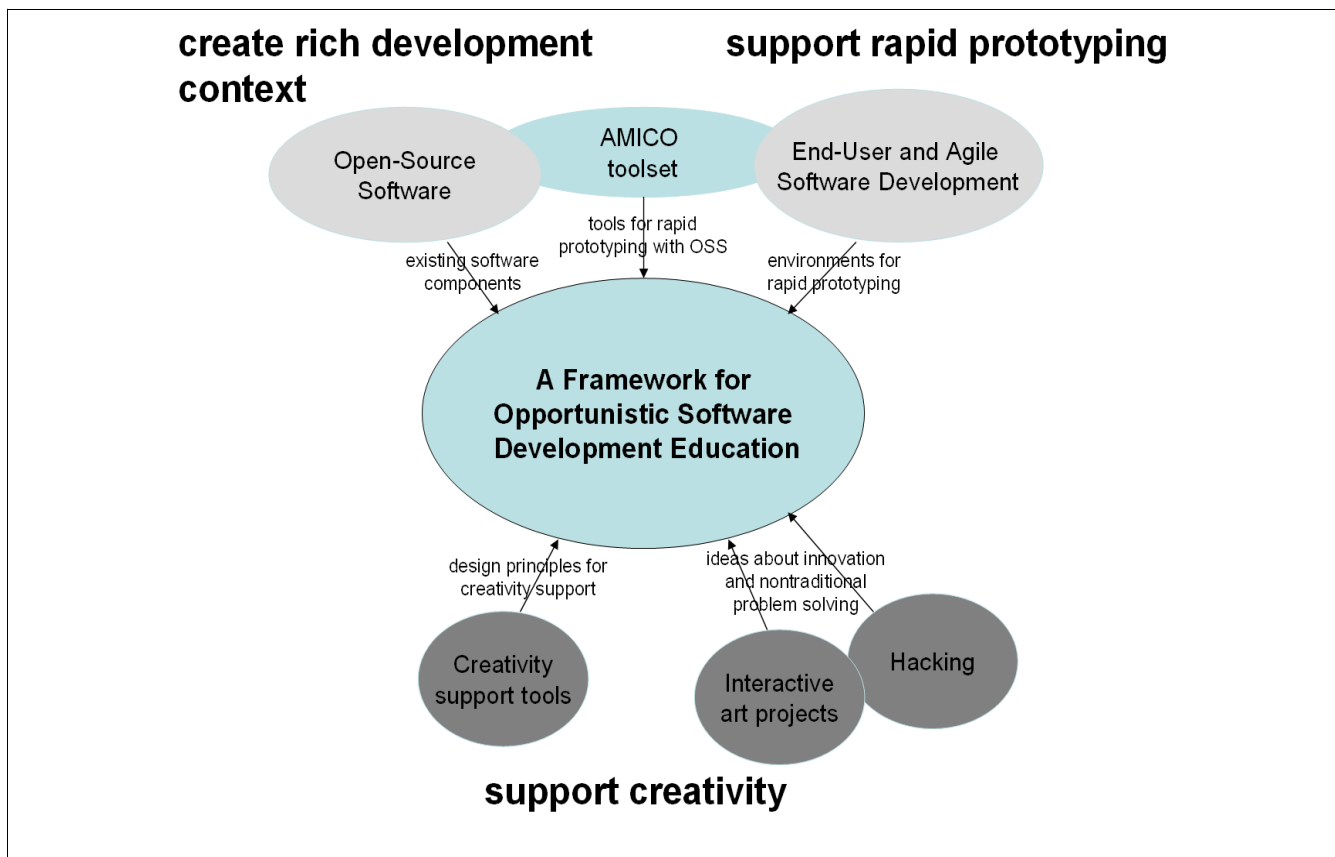 create rich development
context
support rapid prototyping
Open-Source
Software
AMICO
toolset
End-User and Agile
Software Development
existing software
components
tools for rapid
prototyping with OSS
environments for
rapid prototyping
A Framework for
Opportunistic Software
Development Education
design principles for
creativity support
ideas about innovation
and nontraditional
problem solving
Creativity
support tools
Interactive
art projects
Hacking
support creativity